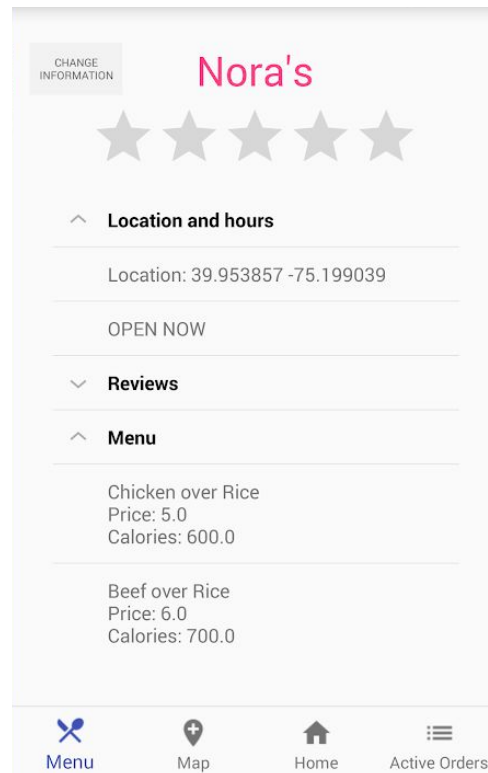 CHANGE
INFORMATION
Nora's
Location and hours
Location: 39.953857 -75.199039
OPEN NOW
Reviews
Menu
Chicken over Rice
Price: 5.0
Calories: 600.0
Beef over Rice
Price: 6.0
Calories: 700.0
Menu
Map
Home
Active Orders